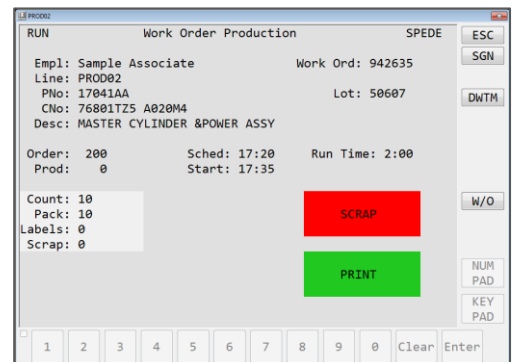 PROD02
RUN Work Order Production SPEDE ESC
SGN
Empl: Sample Associate Work Ord: 942635
Line: PROD02
PNo: 17041AA Lot: 50607 DWTM
CNo: 76801TZ5 A020M4
Desc: MASTER CYLINDER &POWER ASSY
Order: 200 Sched: 17:20 Run Time: 2:00
Prod: 0 Start: 17:35
Count: 10 W/O
Pack: 10 SCRAP
Labels: 0
Scrap: 0
PRINT NUM PAD
KEY PAD
1 2 3 4 5 6 7 8 9 0 Clear Enter